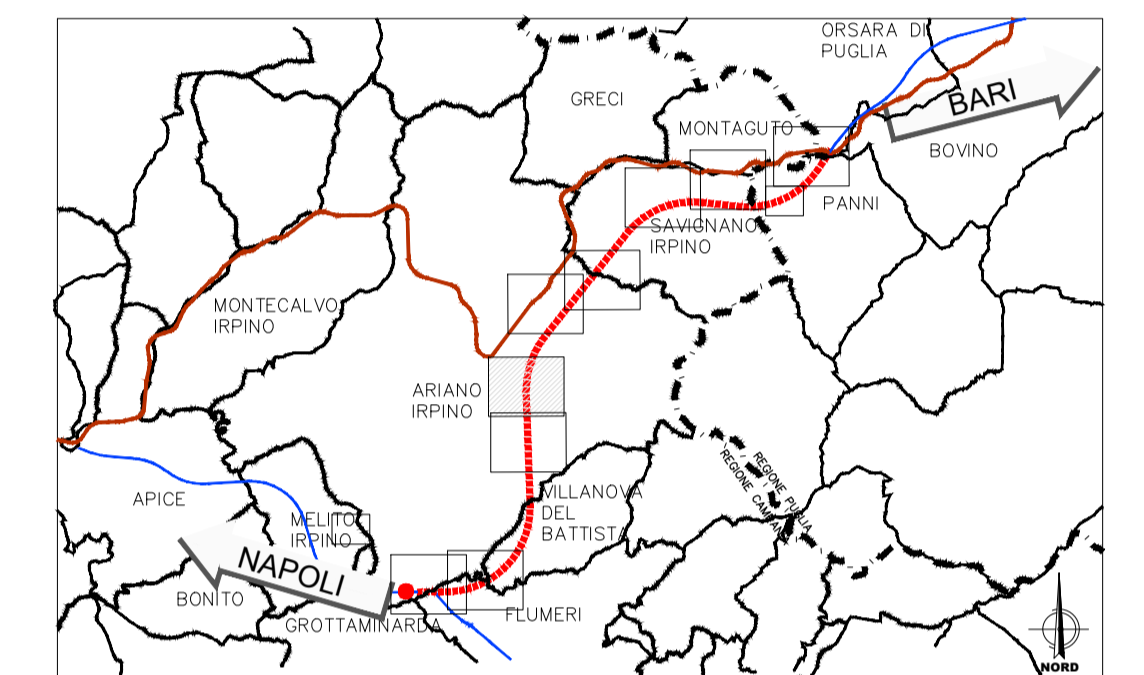 ORSARA DI
PUGLIA
BARI
GRECI
MONTAGUTO
BOVINO
PANNI
SAVIGNANO
IRPINO
MONTECALVO
IRPINO
ARIANO
IRPINO
REGIONE PUGLIA
REGIONE CAMPANIA
APICE
VILLANOVA
DEL
BATTISTA
MELITO
IRPINO
NAPOLI
BONITO
FLUMERI
GROTTAMINARDA
NORD